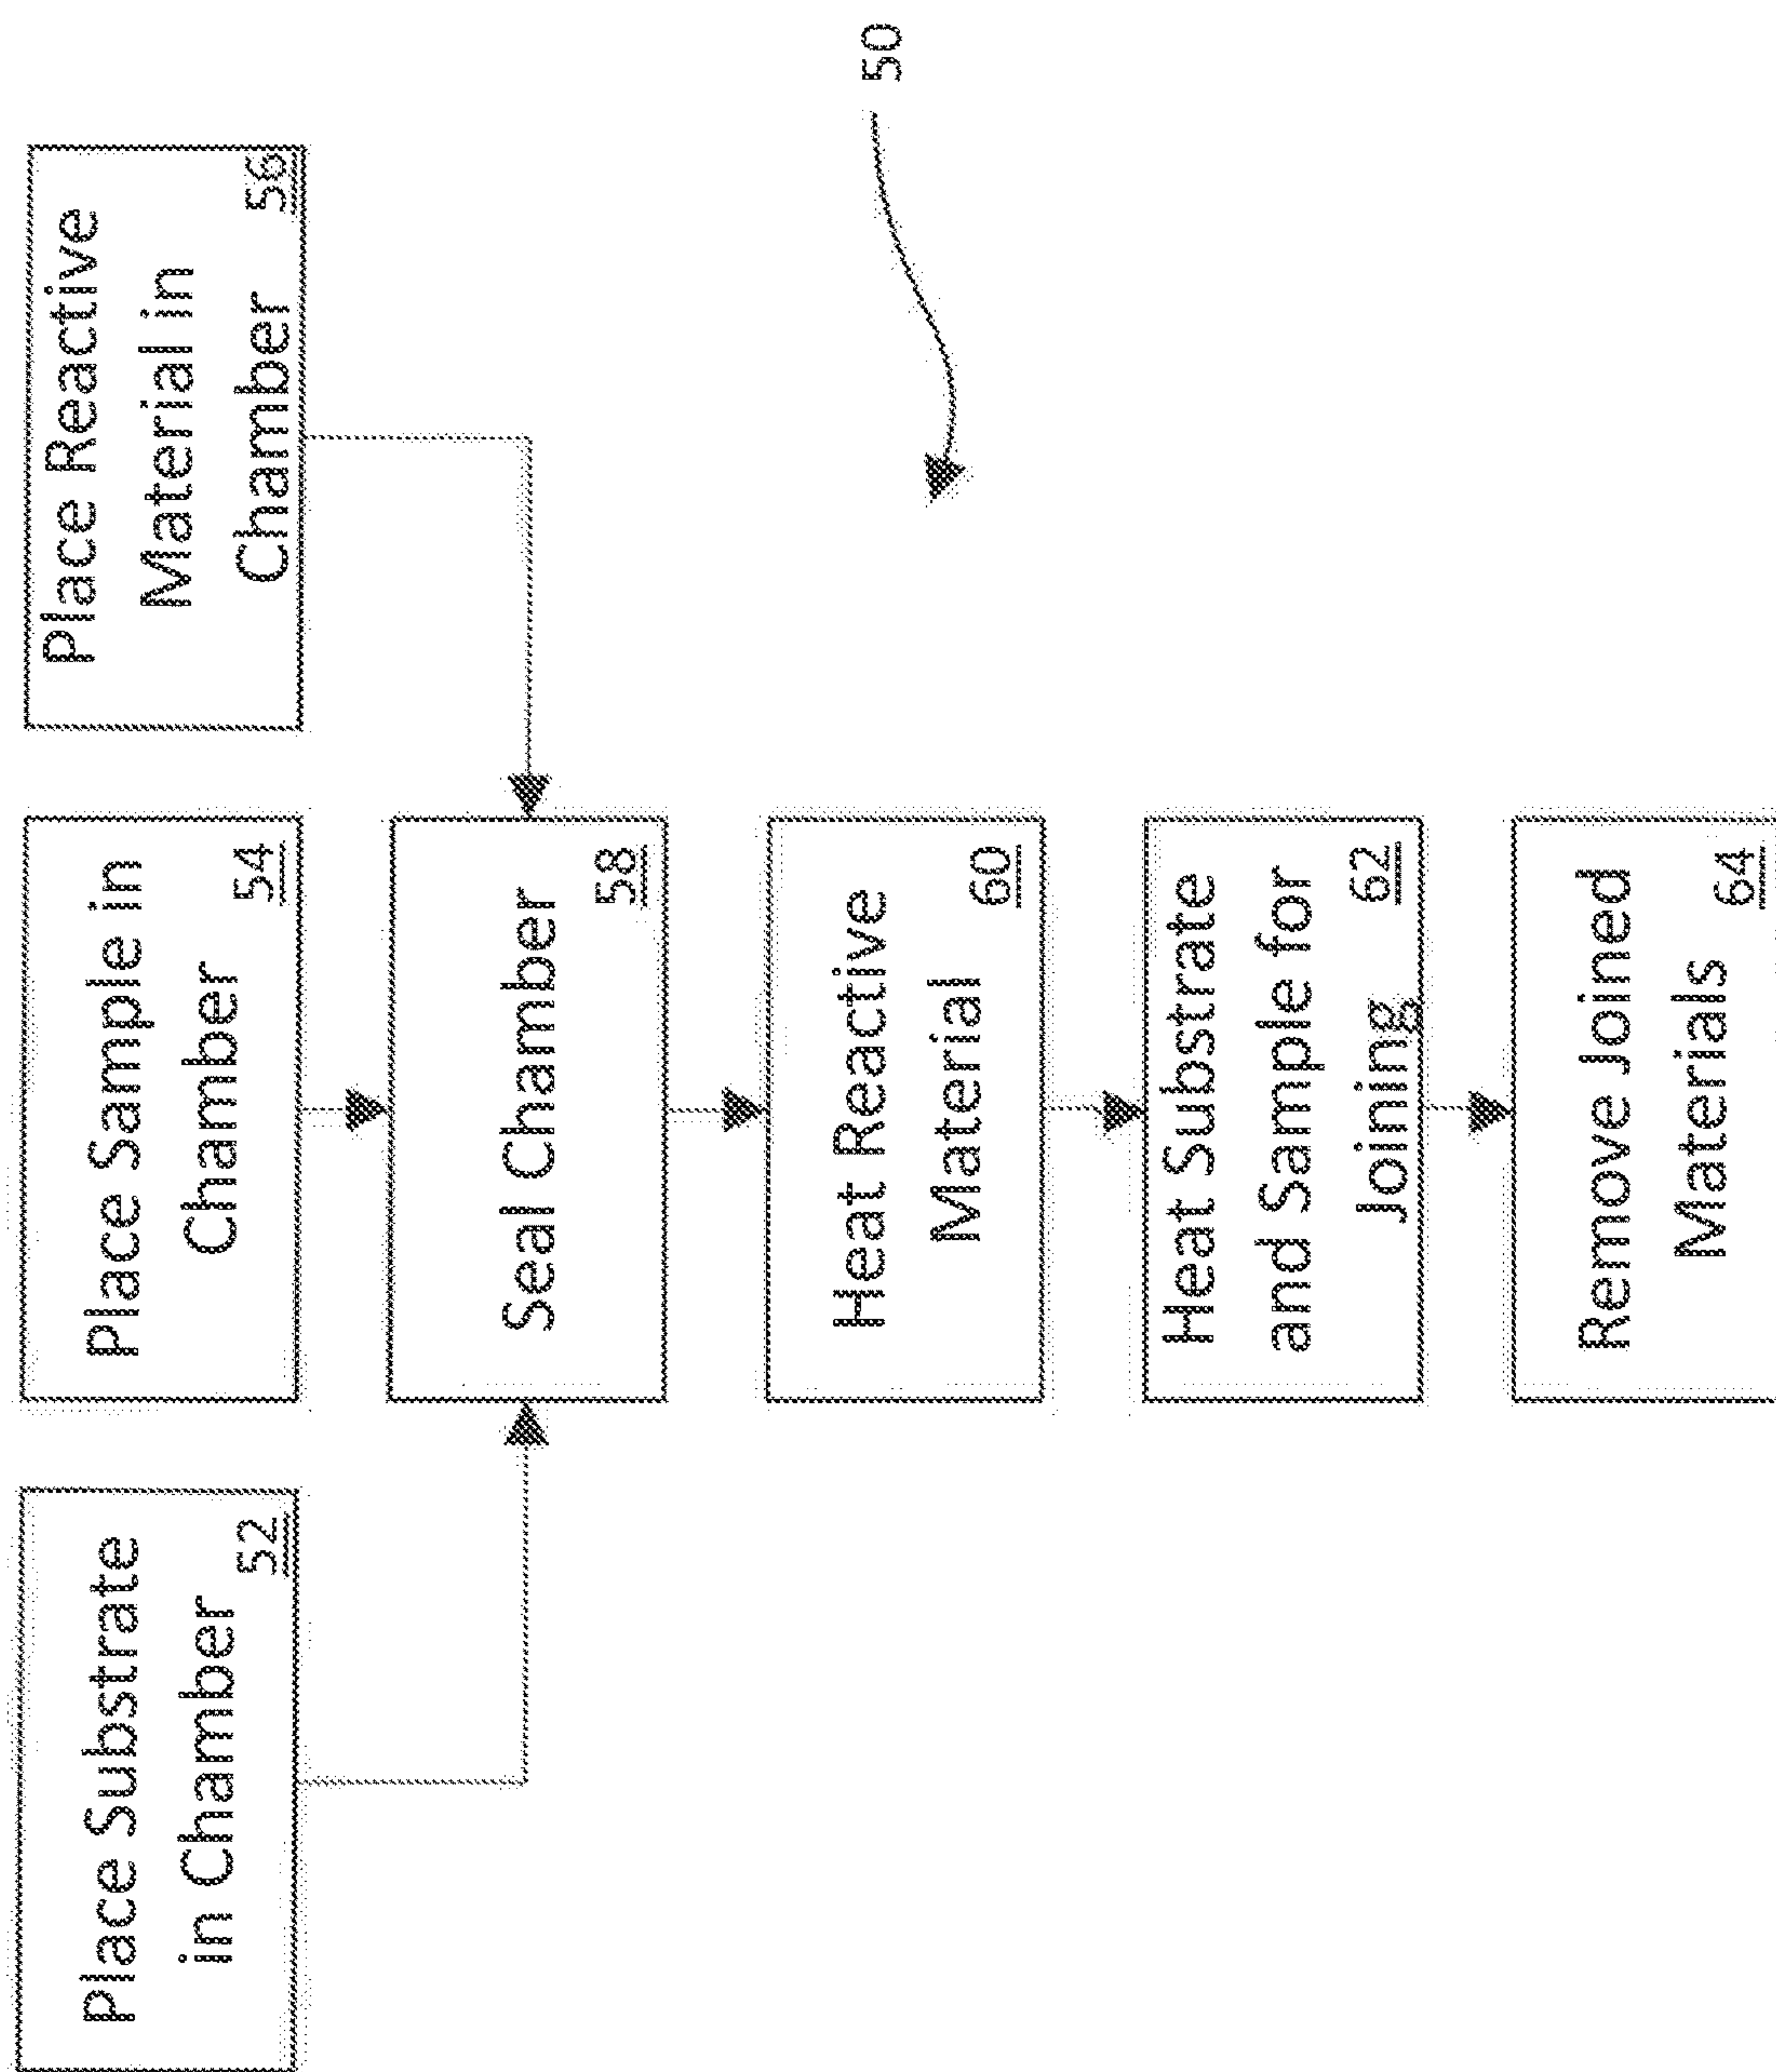 Place Substrate
in Chamber
52
Place Sample in
Chamber
54
Place Reactive
Material in
Chamber
56
Seal Chamber
58
Heat Reactive
Material
60
Heat Substrate
and Sample for
Joining
62
Remove Joined
Materials
64
50